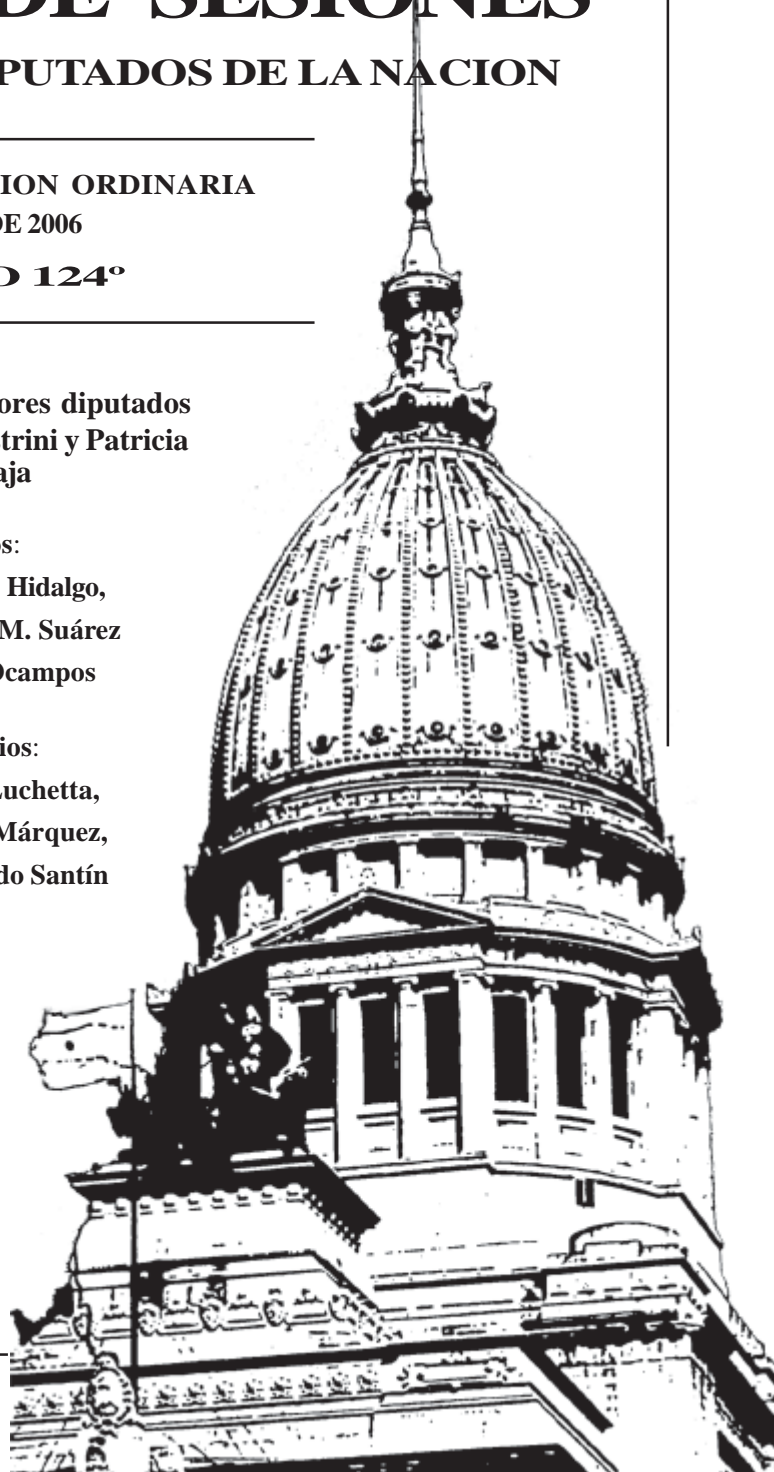 DE SESIONES
PUTADOS DE LA NACION
ION ORDINARIA
DE 2006
O 124º
ores diputados
trini y Patricia
aja
os:
Hidalgo,
M. Suárez
Ocampos
ios:
Luchetta,
Márquez,
do Santín